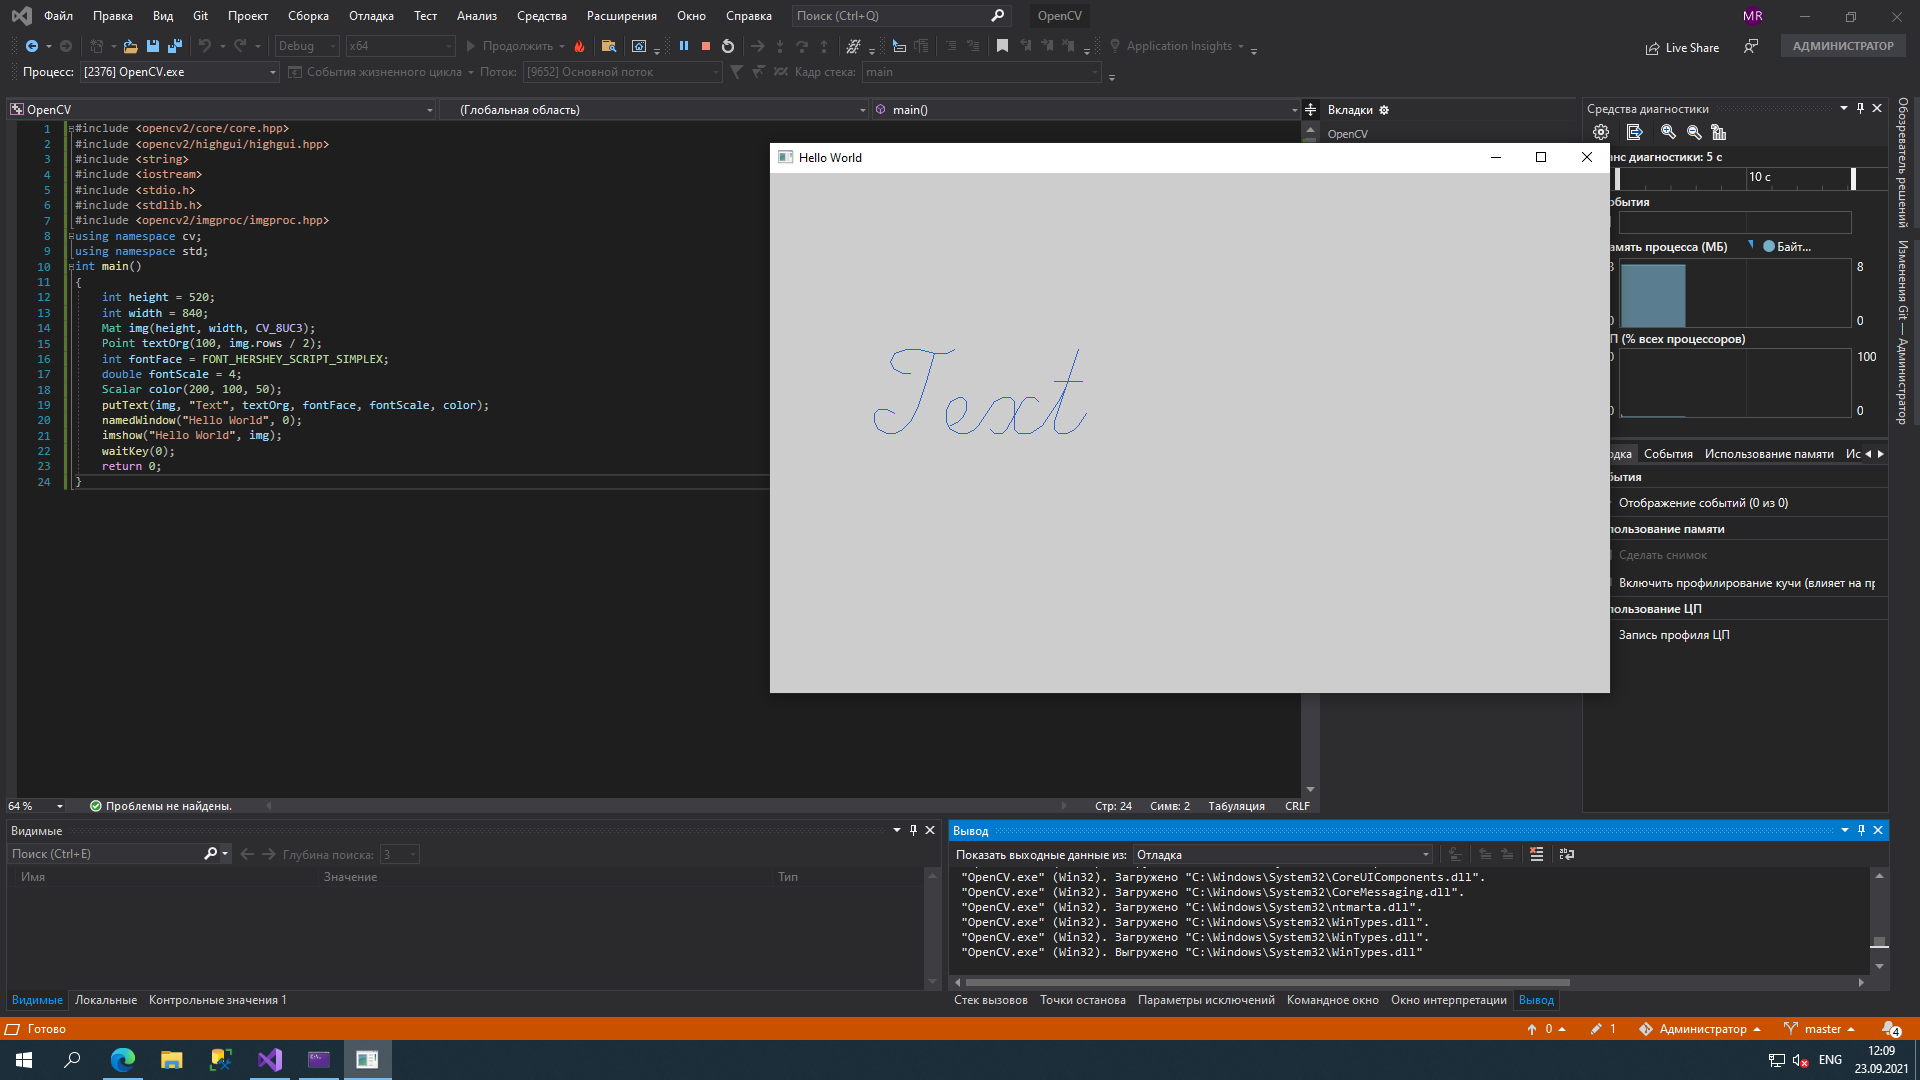 Файл Правка Вид Git Проект Сборка Отладка Тест Анализ Средства Расширения Окно Справка Поиск (Ctrl+Q) OpenCV MR
Debug x64 Продолжить Application Insights Live Share АДМИНИСТРАТОР
Процесс: [2376] OpenCV.exe События жизненного цикла Поток: [9652] Основной поток Кадр стека: main
OpenCV (Глобальная область) main() Вкладки Средства диагностики
OpenCV
1 #include <opencv2/core/core.hpp>
2 #include <opencv2/highgui/highgui.hpp>
3 #include <string>
4 #include <iostream>
5 #include <stdio.h>
6 #include <stdlib.h>
7 #include <opencv2/imgproc/imgproc.hpp>
8 using namespace cv;
9 using namespace std;
10 int main()
11 {
12 int height = 520;
13 int width = 840;
14 Mat img(height, width, CV_8UC3);
15 Point textOrg(100, img.rows / 2);
16 int fontFace = FONT_HERSHEY_SCRIPT_SIMPLEX;
17 double fontScale = 4;
18 Scalar color(200, 100, 50);
19 putText(img, "Text", textOrg, fontFace, fontScale, color);
20 namedWindow("Hello World", 0);
21 imshow("Hello World", img);
22 waitKey(0);
23 return 0;
24 }
Hello World
Text
анс диагностики: 5 с
10 с
обытия
амять процесса (МБ) Байт...
8 8
0 0
П (% всех процессоров)
0 100
0 0
одка События Использование памяти Ис
бытия
Отображение событий (0 из 0)
пользование памяти
Сделать снимок
Включить профилирование кучи (влияет на пр
пользование ЦП
Запись профиля ЦП
Обозреватель решений
Изменения Git — Администратор
64 % Проблемы не найдены. Стр: 24 Симв: 2 Табуляция CRLF
Видимые
Поиск (Ctrl+E) Глубина поиска: 3
Имя Значение Тип
Видимые Локальные Контрольные значения 1
Вывод
Показать выходные данные из: Отладка
"OpenCV.exe" (Win32). Загружено "C:\Windows\System32\CoreUIComponents.dll".
"OpenCV.exe" (Win32). Загружено "C:\Windows\System32\CoreMessaging.dll".
"OpenCV.exe" (Win32). Загружено "C:\Windows\System32\ntmarta.dll".
"OpenCV.exe" (Win32). Загружено "C:\Windows\System32\WinTypes.dll".
"OpenCV.exe" (Win32). Загружено "C:\Windows\System32\WinTypes.dll".
"OpenCV.exe" (Win32). Выгружено "C:\Windows\System32\WinTypes.dll"
Стек вызовов Точки останова Параметры исключений Командное окно Окно интерпретации Вывод
Готово 0 1 Администратор master 4
ENG 12:09
23.09.2021